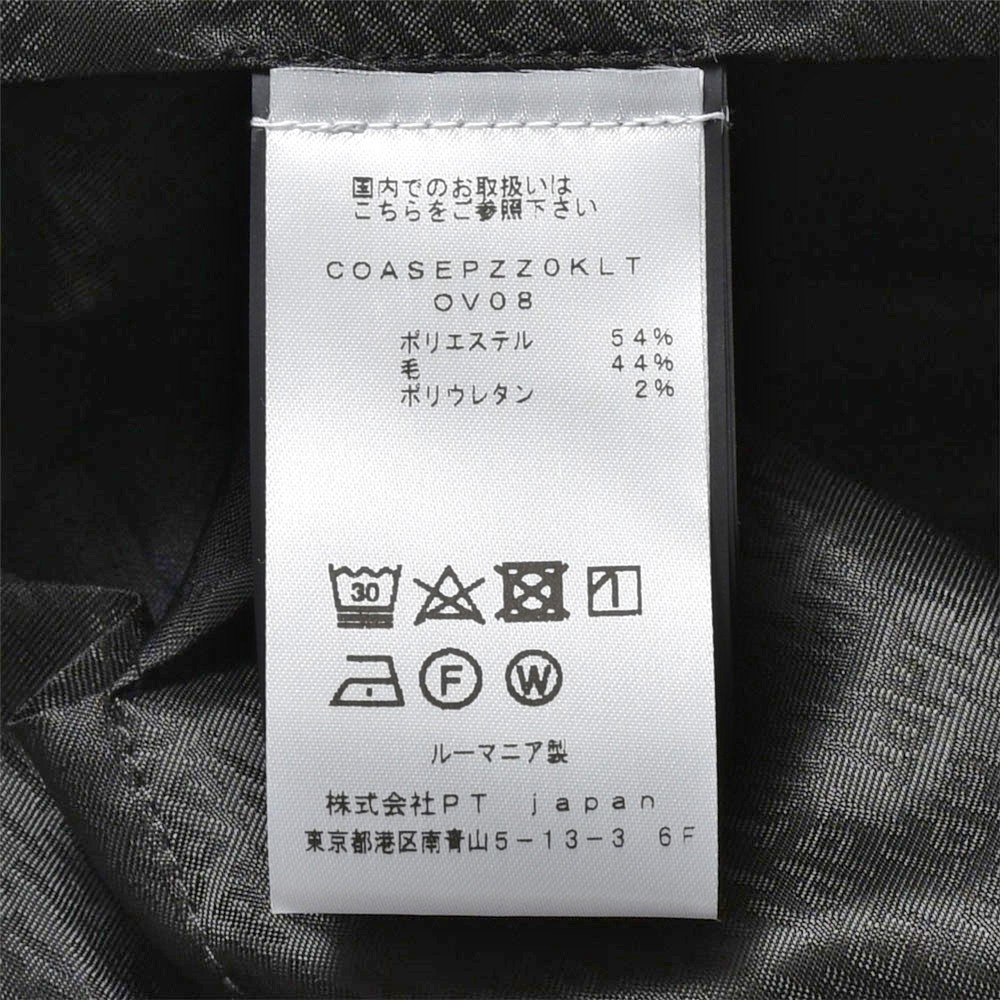 国内でのお取扱いは
こちらをご参照下さい
COASEPZZ0KLT
OV08
ポリエステル 54%
毛 44%
ポリウレタン 2%
30
F W
ルーマニア製
株式会社PT japan
東京都港区南青山5-13-3 6F